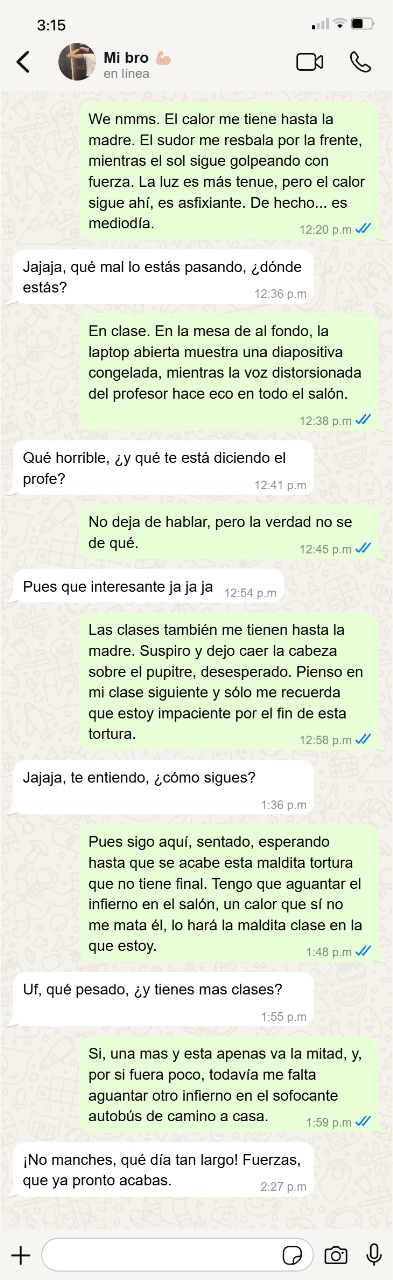 3:15
Mi bro 💪🏼
en línea
We nmms. El calor me tiene hasta la
madre. El sudor me resbala por la frente,
mientras el sol sigue golpeando con
fuerza. La luz es más tenue, pero el calor
sigue ahí, es asfixiante. De hecho... es
mediodía.
12:20 p.m
Jajaja, qué mal lo estás pasando, ¿dónde
estás?
12:36 p.m
En clase. En la mesa de al fondo, la
laptop abierta muestra una diapositiva
congelada, mientras la voz distorsionada
del profesor hace eco en todo el salón.
12:38 p.m
Qué horrible, ¿y qué te está diciendo el
profe?
12:41 p.m
No deja de hablar, pero la verdad no se
de qué.
12:45 p.m
Pues que interesante ja ja ja
12:54 p.m
Las clases también me tienen hasta la
madre. Suspiro y dejo caer la cabeza
sobre el pupitre, desesperado. Pienso en
mi clase siguiente y sólo me recuerda
que estoy impaciente por el fin de esta
tortura.
12:58 p.m
Jajaja, te entiendo, ¿cómo sigues?
1:36 p.m
Pues sigo aquí, sentado, esperando
hasta que se acabe esta maldita tortura
que no tiene final. Tengo que aguantar el
infierno en el salón, un calor que sí no
me mata él, lo hará la maldita clase en la
que estoy.
1:48 p.m
Uf, qué pesado, ¿y tienes mas clases?
1:55 p.m
Si, una mas y esta apenas va la mitad, y,
por si fuera poco, todavía me falta
aguantar otro infierno en el sofocante
autobús de camino a casa.
1:59 p.m
¡No manches, qué día tan largo! Fuerzas,
que ya pronto acabas.
2:27 p.m